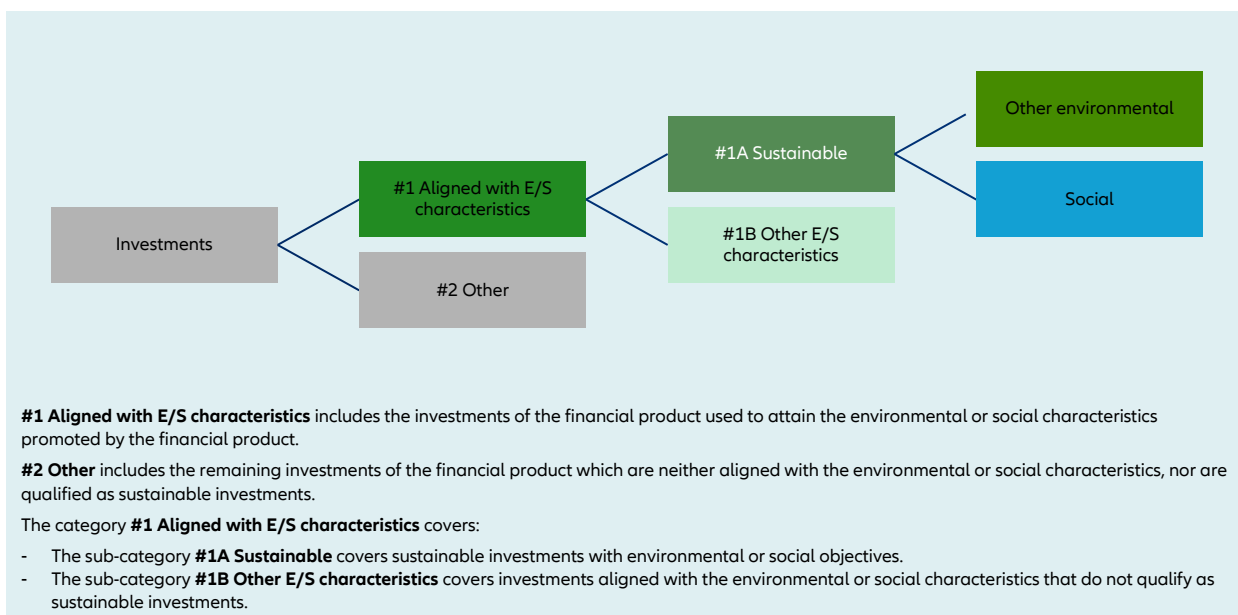 Other environmental
#1A Sustainable
#1 Aligned with E/S
characteristics
Social
Investments
#1B Other E/S
characteristics
#2 Other
#1 Aligned with E/S characteristics includes the investments of the financial product used to attain the environmental or social characteristics
promoted by the financial product.
#2 Other includes the remaining investments of the financial product which are neither aligned with the environmental or social characteristics, nor are
qualified as sustainable investments.
The category #1 Aligned with E/S characteristics covers:
- The sub-category #1A Sustainable covers sustainable investments with environmental or social objectives.
- The sub-category #1B Other E/S characteristics covers investments aligned with the environmental or social characteristics that do not qualify as
sustainable investments.